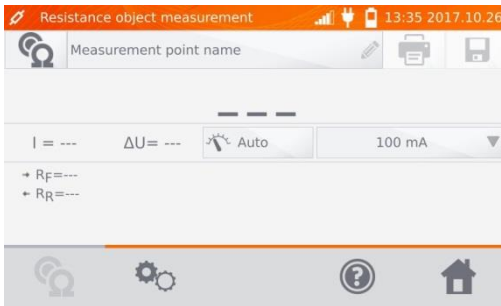 Resistance object measurement 13:35 2017.10.26
Measurement point name
---
I = --- ΔU= --- Auto 100 mA
→ RF=---
← RR=---